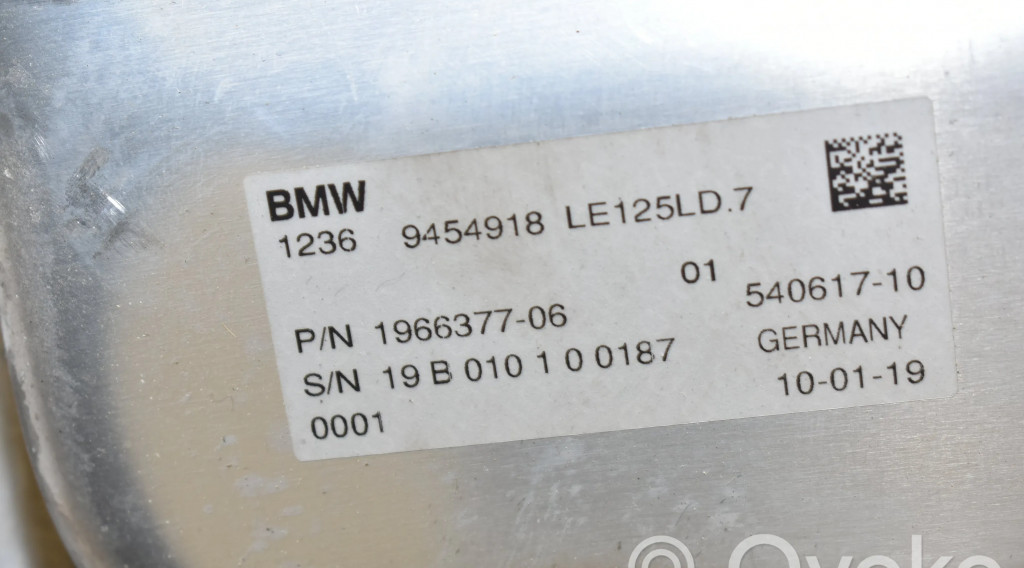 BMW
1236 9454918 LE125LD.7
01
P/N 1966377-06 540617-10
S/N 19 B 010 1 0 0187 GERMANY
0001 10-01-19
©